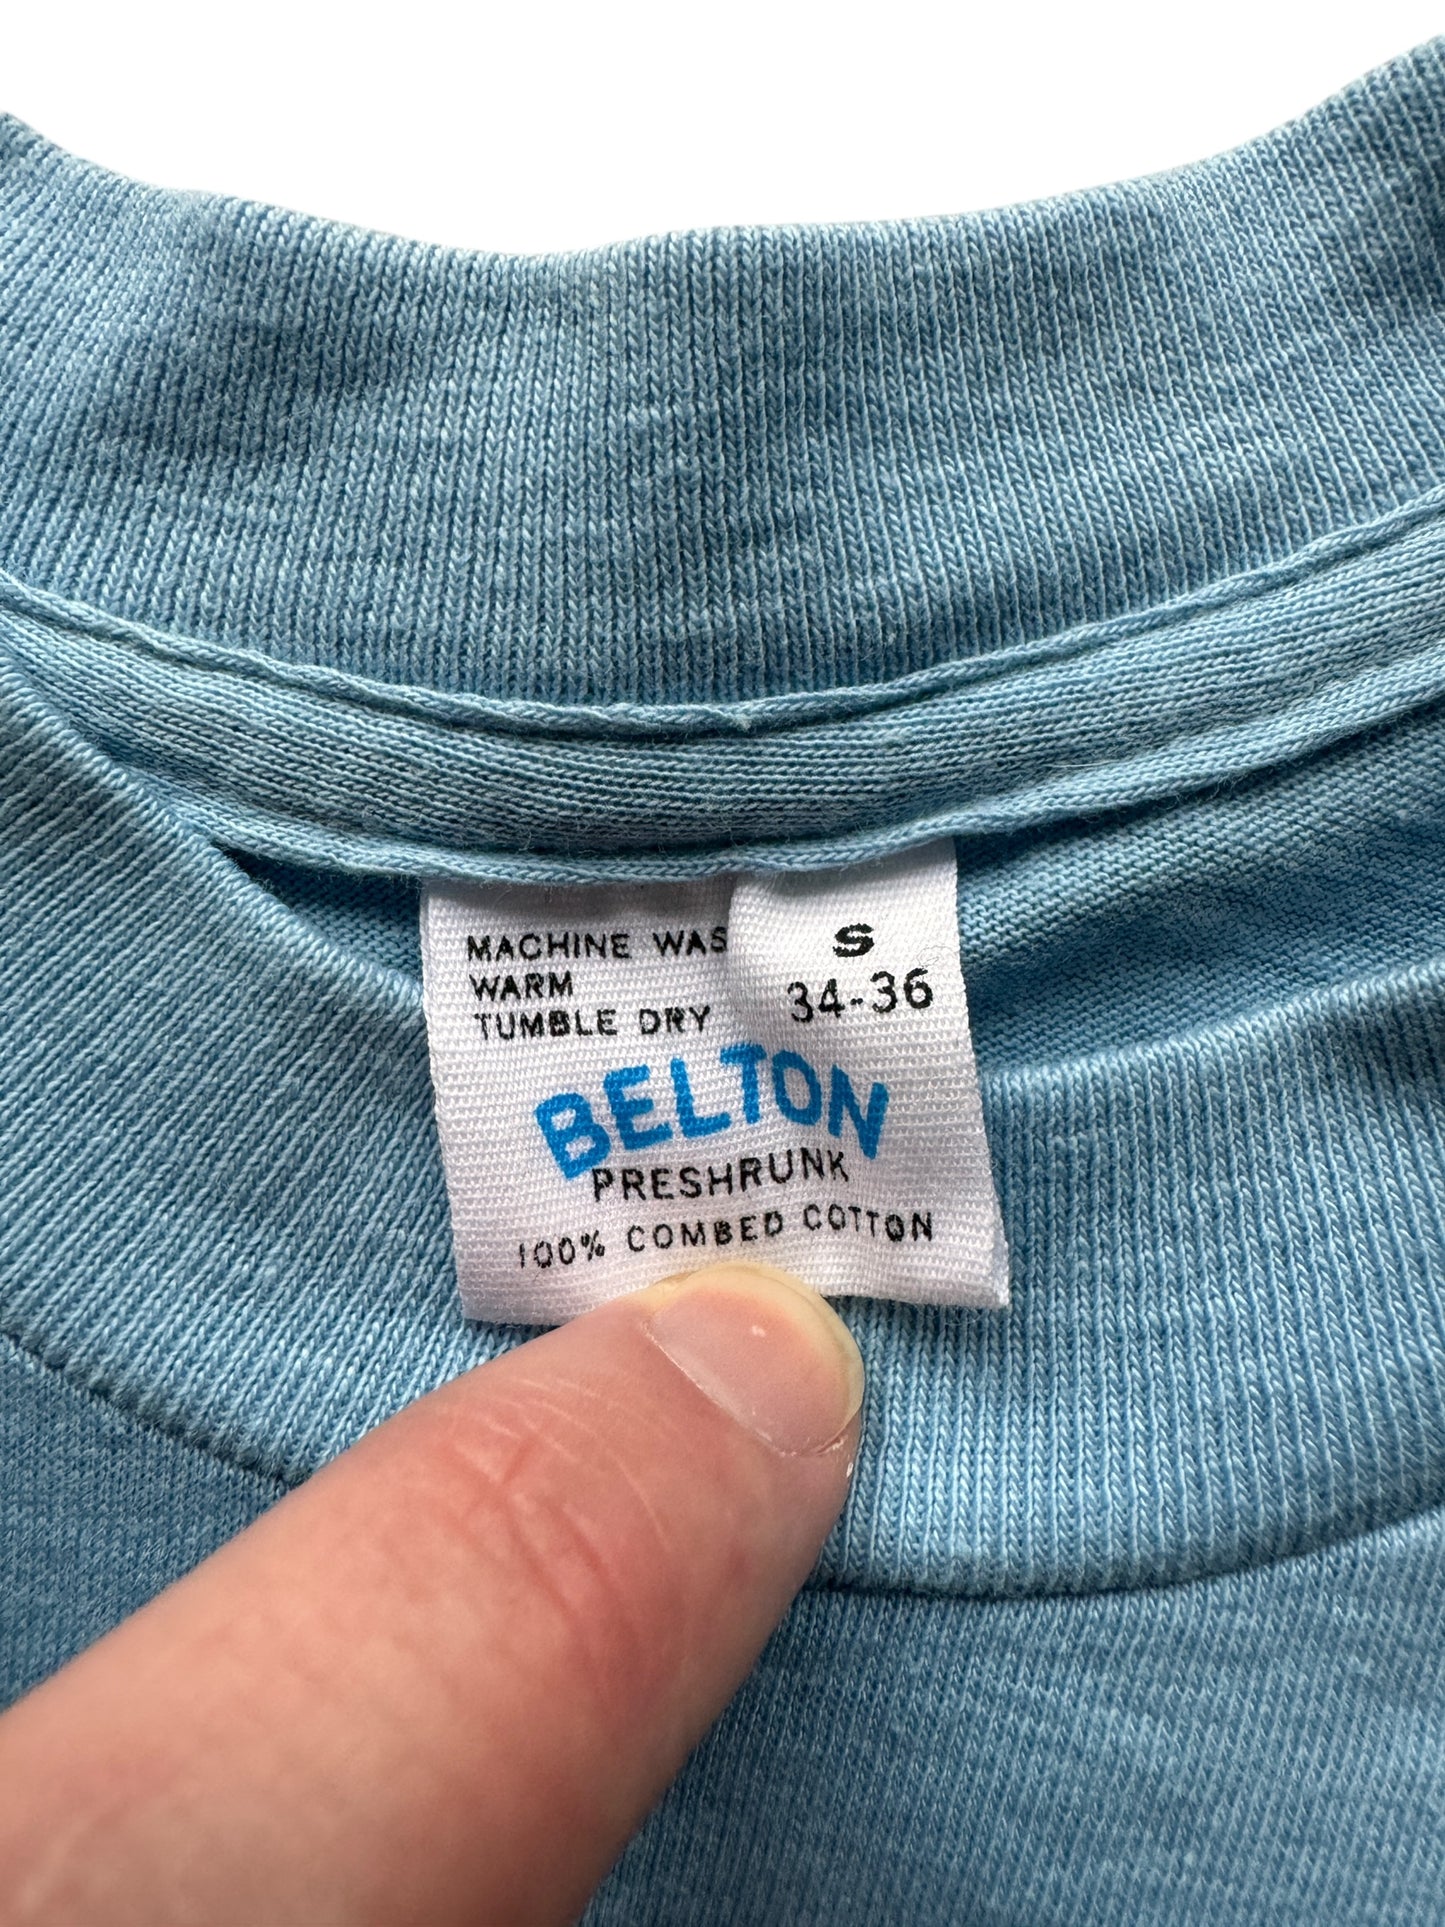 MACHINE WAS
WARM
TUMBLE DRY
S
34-36
BELTON
PRESHRUNK
100% COMBED COTTON